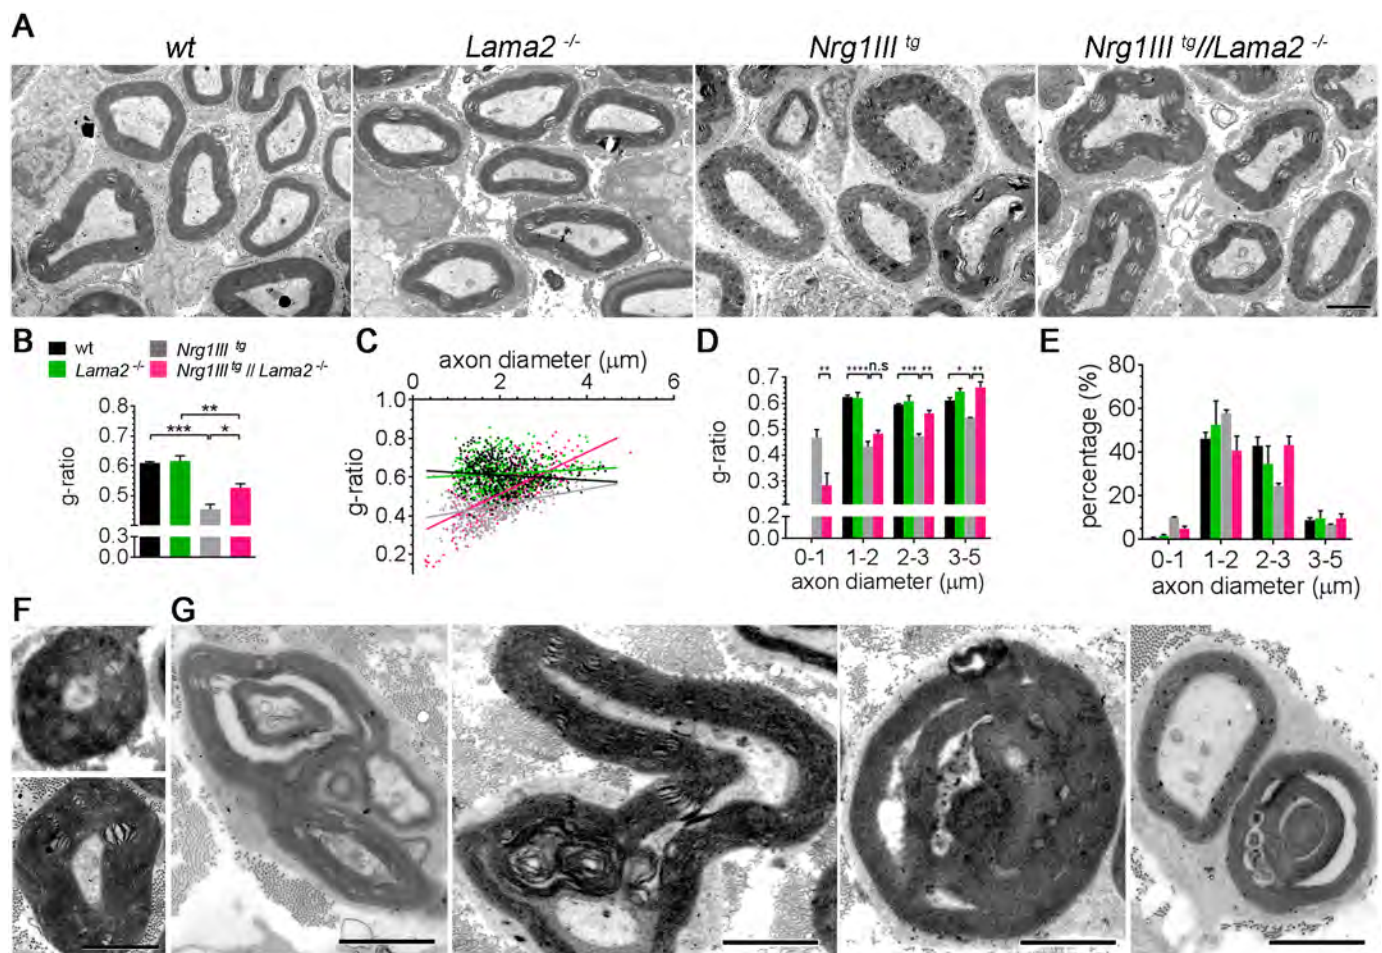 A
wt
Lama2 -/-
Nrg1III tg
Nrg1III tg//Lama2 -/-
B
wt
Nrg1III tg
Lama2 -/-
Nrg1III tg // Lama2 -/-
g-ratio
0.8
0.7
0.6
0.5
0.3
0.0
**
***
*
C
axon diameter (μm)
0 2 4 6
g-ratio
1.0
0.8
0.6
0.4
0.2
D
g-ratio
0.7
0.6
0.5
0.4
0.3
0.2
0.0
** **** n.s *** ** * **
0-1 1-2 2-3 3-5
axon diameter (μm)
E
percentage (%)
80
60
40
20
0
0-1 1-2 2-3 3-5
axon diameter (μm)
F
G